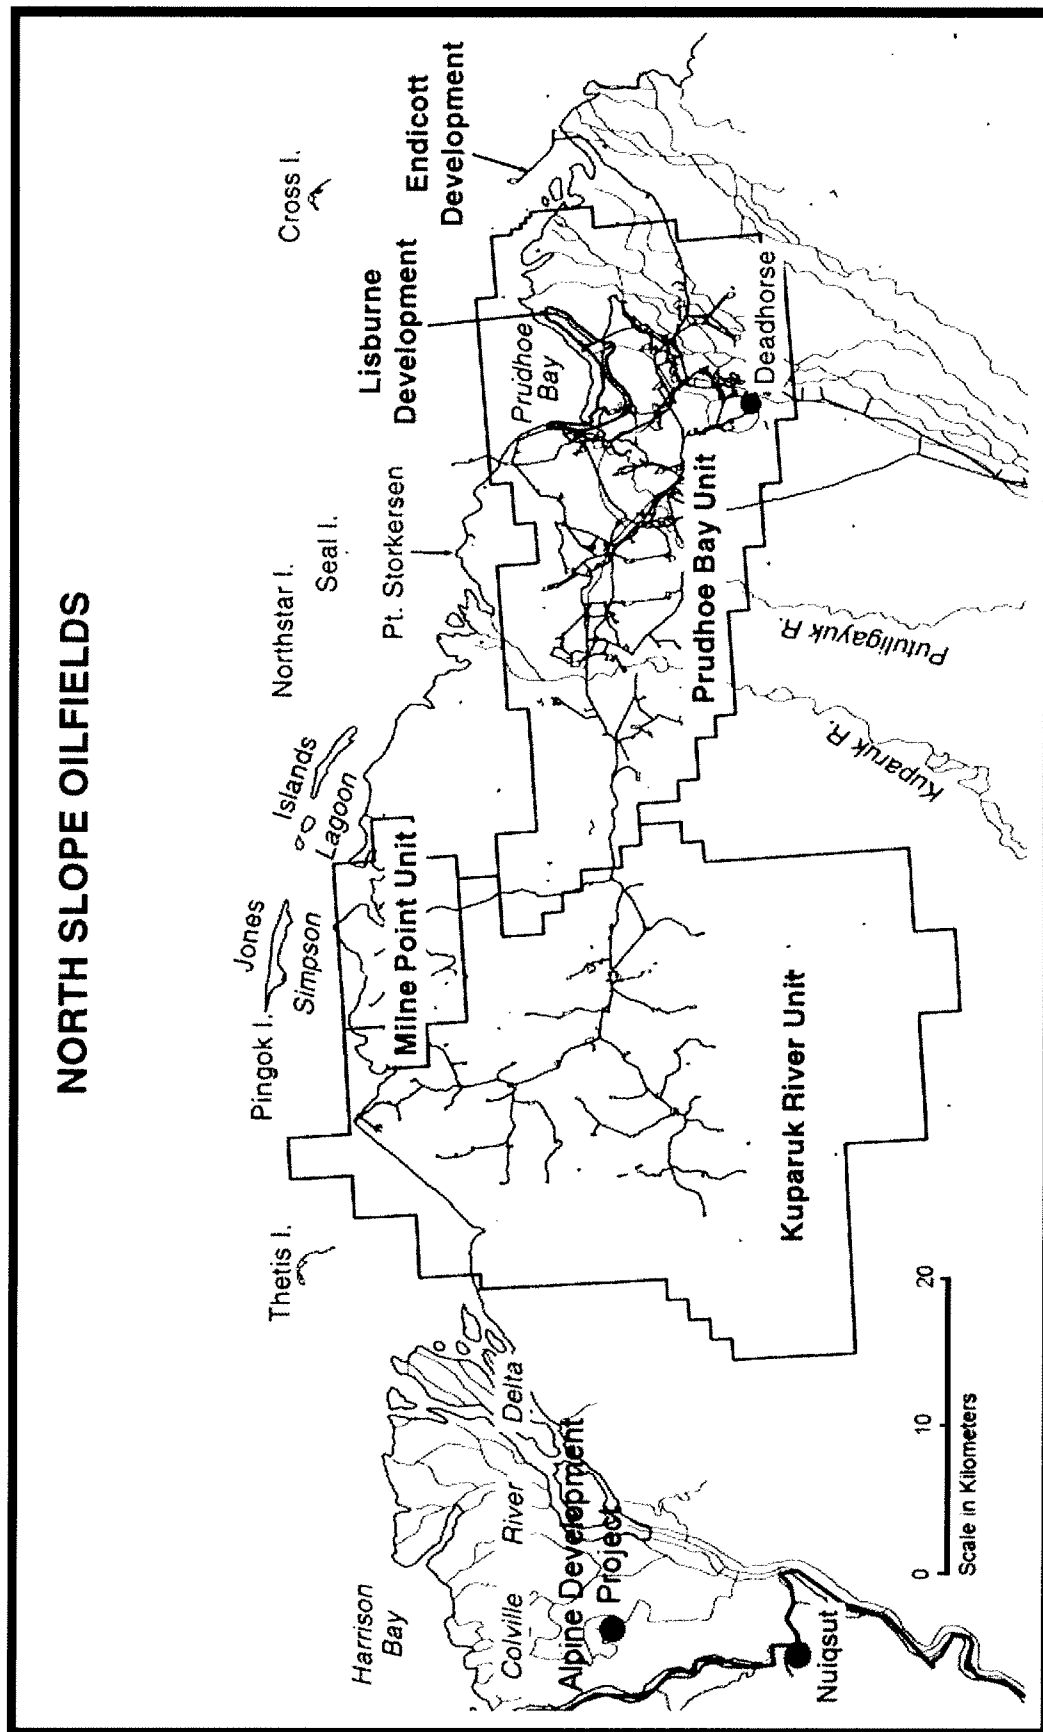 NORTH SLOPE OILFIELDS
Cross I.
Endicott
Development
Lisburne
Development
Prudhoe
Bay
Deadhorse
Northstar I.
Seal I.
Pt. Storkersen
Prudhoe Bay Unit
Putuligayuk R.
Kuparuk R.
Pingok I.
Jones
Islands
Simpson
Lagoon
Milne Point Unit
Kuparuk River Unit
Thetis I.
Harrison
Bay
Colville River Delta
Alpine Development
Project
Nuiqsut
0 10 20
Scale in Kilometers